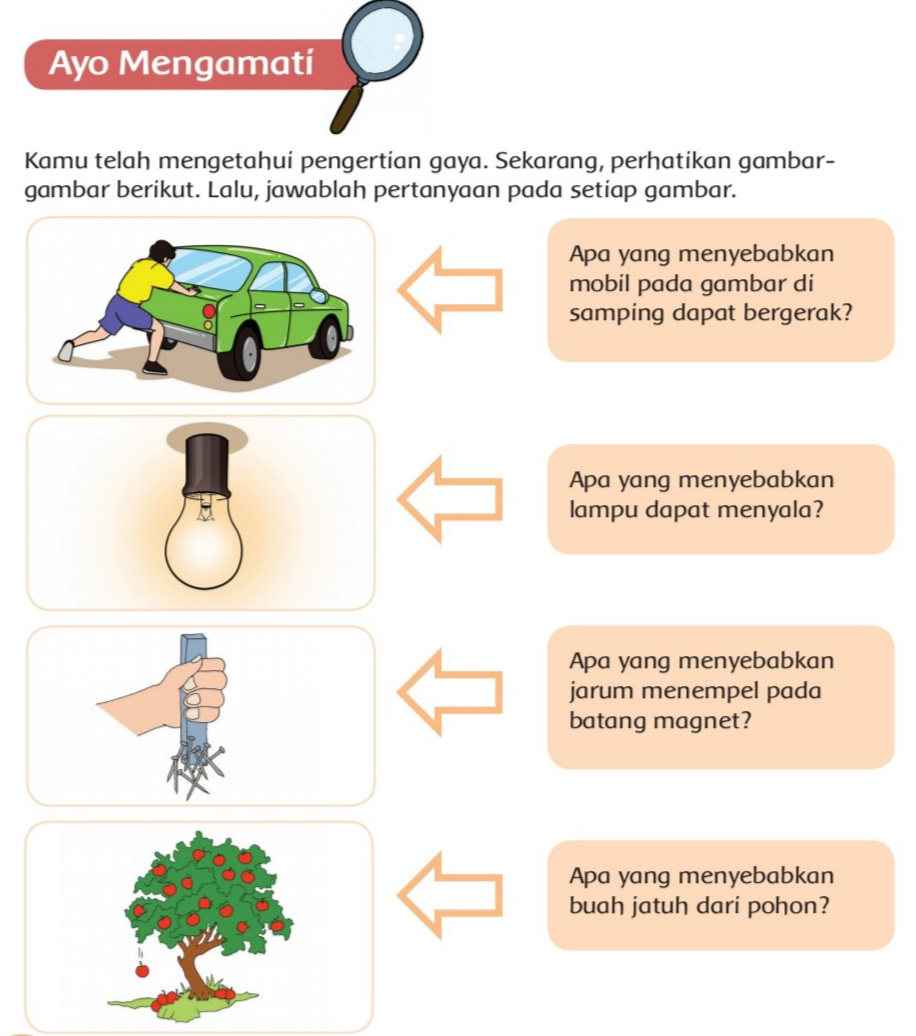 Ayo Mengamati
Kamu telah mengetahui pengertian gaya. Sekarang, perhatikan gambar-
gambar berikut. Lalu, jawablah pertanyaan pada setiap gambar.
Apa yang menyebabkan
mobil pada gambar di
samping dapat bergerak?
Apa yang menyebabkan
lampu dapat menyala?
Apa yang menyebabkan
jarum menempel pada
batang magnet?
Apa yang menyebabkan
buah jatuh dari pohon?